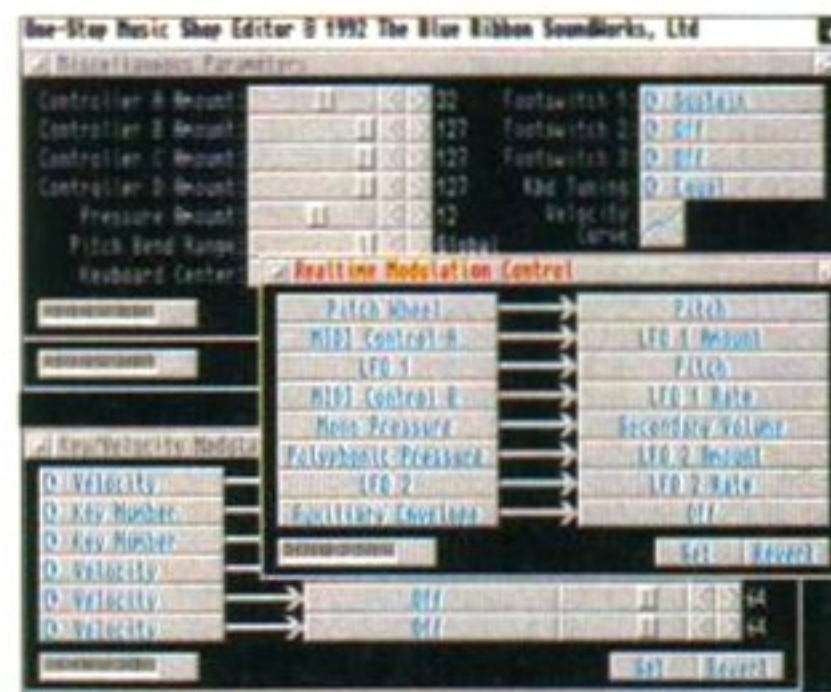 One-Stop Music Shop Editor © 1992 The Blue Ribbon SoundWorks, Ltd
Miscellaneous Parameters
Controller A Amount 32
Controller B Amount 127
Controller C Amount 127
Controller D Amount 127
Pressure Amount 12
Pitch Bend Range Global
Keyboard Center
Footswitch 1 Sustain
Footswitch 2 Off
Footswitch 3 Off
Kbd Tuning Equal
Velocity
Curve
Realtime Modulation Control
Pitch Wheel Pitch
MIDI Control A LFO 1 Amount
LFO 1 Pitch
MIDI Control B LFO 1 Rate
Mono Pressure Secondary Volume
Polyphonic Pressure LFO 2 Amount
LFO 2 LFO 2 Rate
Auxiliary Envelope Off
Get Revert
Key/Velocity Modula
Velocity
Key Number
Key Number
Velocity
Velocity Off 64
Velocity Off 64
Get Revert